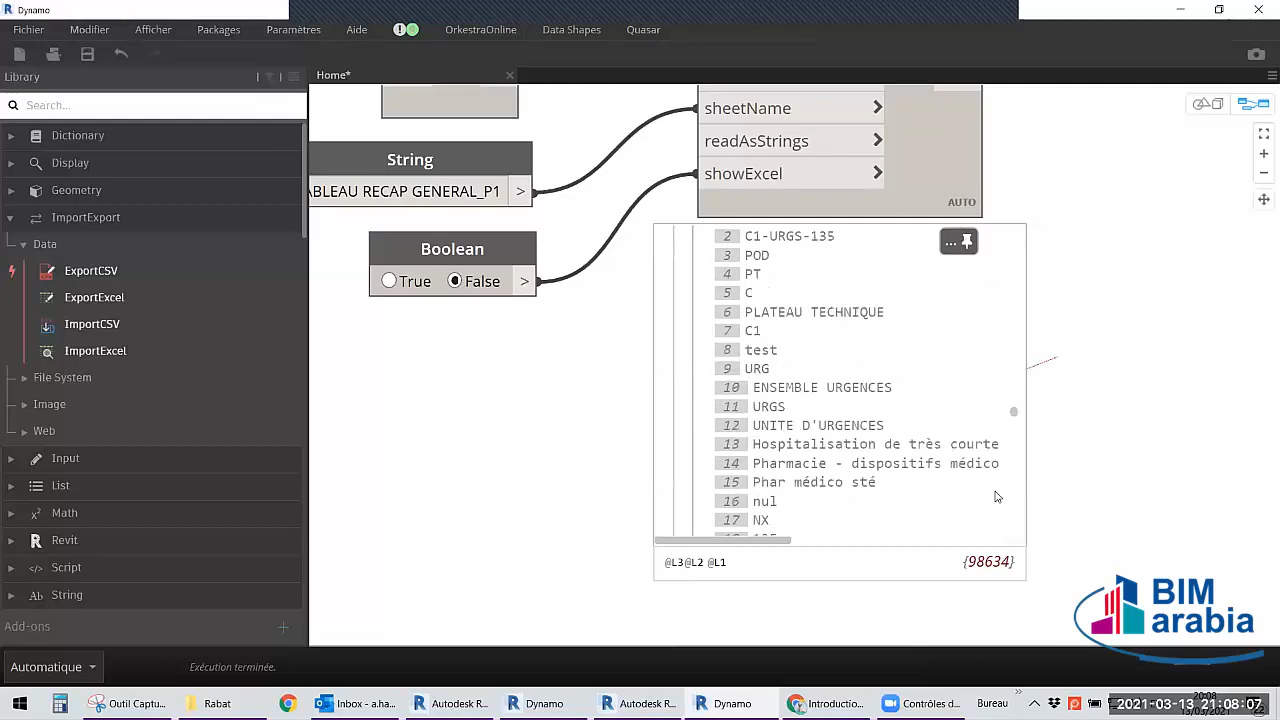 Dynamo
Fichier Modifier Afficher Packages Paramètres Aide OrkestraOnline Data Shapes Quasar
Library
Home*
Search...
Dictionary
Display
Geometry
ImportExport
Data
ExportCSV
ExportExcel
ImportCSV
ImportExcel
File System
Image
Web
Input
List
Math
Revit
Script
String
Add-ons
String
ABLEAU RECAP GENERAL_P1 >
Boolean
True False >
sheetName
readAsStrings
showExcel
AUTO
2 C1-URGS-135
3 POD
4 PT
5 C
6 PLATEAU TECHNIQUE
7 C1
8 test
9 URG
10 ENSEMBLE URGENCES
11 URGS
12 UNITE D'URGENCES
13 Hospitalisation de très courte
14 Pharmacie - dispositifs médico
15 Phar médico sté
16 nul
17 NX
@L3 @L2 @L1 {98634}
BIM
arabia
Automatique Exécution terminée.
Outil Captu... Rabat Inbox - Sha... Autodesk R... Dynamo Autodesk R... Dynamo Introductio... Contrôles d... Bureau
20:08
2021-03-13 21:08:07